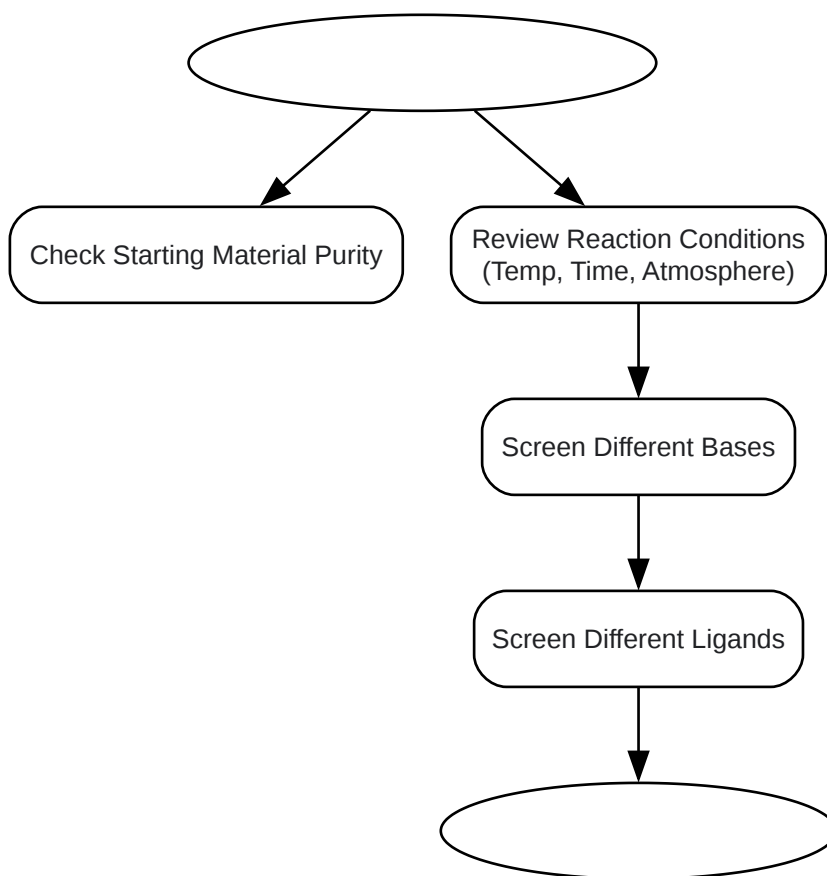 Check Starting Material Purity
Review Reaction Conditions
(Temp, Time, Atmosphere)
Screen Different Bases
Screen Different Ligands